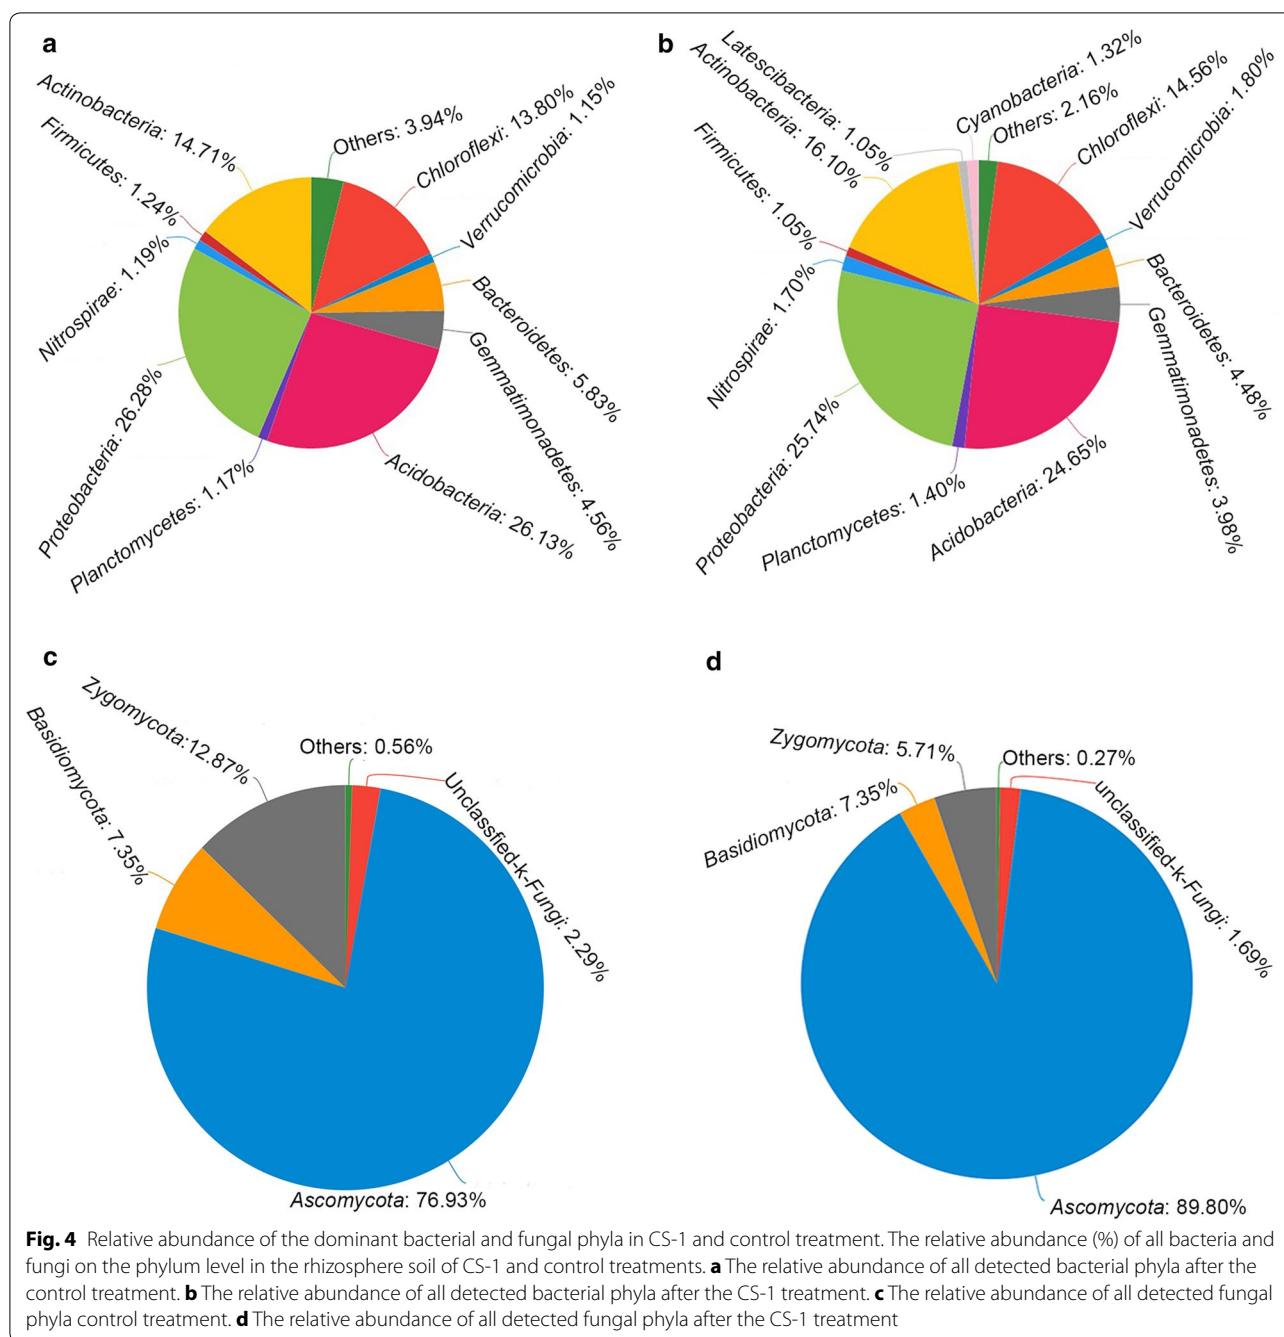 a
Actinobacteria: 14.71%
Others: 3.94%
Chloroflexi: 13.80%
Verrucomicrobia: 1.15%
Firmicutes: 1.24%
Nitrospirae: 1.19%
Bacteroidetes: 5.83%
Gemmatimonadetes: 4.56%
Proteobacteria: 26.28%
Planctomycetes: 1.17%
Acidobacteria: 26.13%
b
Latescibacteria: 1.05%
Actinobacteria: 16.10%
Cyanobacteria: 1.32%
Others: 2.16%
Chloroflexi: 14.56%
Verrucomicrobia: 1.80%
Firmicutes: 1.05%
Nitrospirae: 1.70%
Bacteroidetes: 4.48%
Gemmatimonadetes: 3.98%
Proteobacteria: 25.74%
Planctomycetes: 1.40%
Acidobacteria: 24.65%
c
Zygomycota:12.87%
Others: 0.56%
Basidiomycota: 7.35%
Unclassfied-k-Fungi: 2.29%
Ascomycota: 76.93%
d
Zygomycota: 5.71%
Others: 0.27%
Basidiomycota: 7.35%
unclassified-k-Fungi: 1.69%
Ascomycota: 89.80%
Fig. 4 Relative abundance of the dominant bacterial and fungal phyla in CS-1 and control treatment. The relative abundance (%) of all bacteria and
fungi on the phylum level in the rhizosphere soil of CS-1 and control treatments. a The relative abundance of all detected bacterial phyla after the
control treatment. b The relative abundance of all detected bacterial phyla after the CS-1 treatment. c The relative abundance of all detected fungal
phyla control treatment. d The relative abundance of all detected fungal phyla after the CS-1 treatment